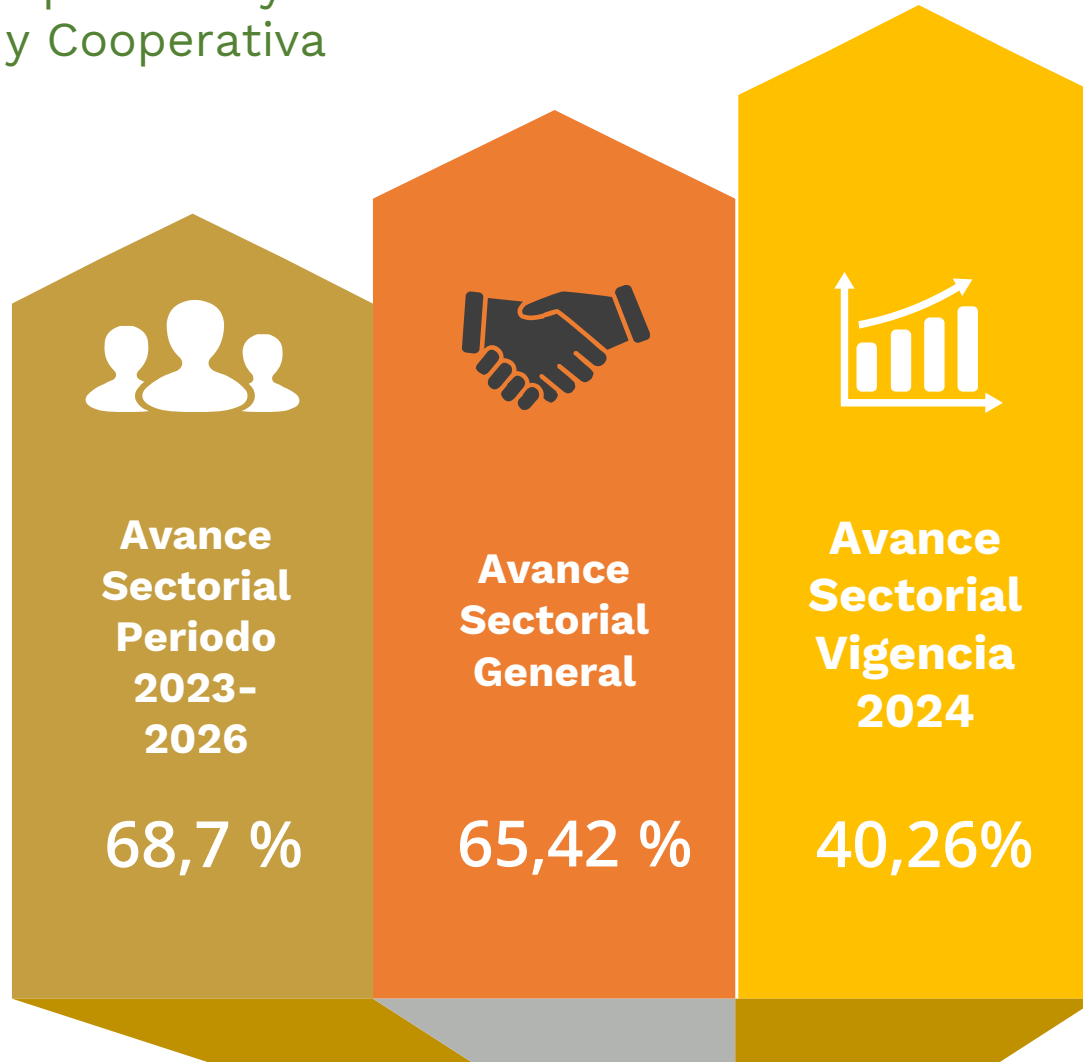 y Cooperativa
Avance
Sectorial
Periodo
2023-
2026
68,7 %
Avance
Sectorial
General
65,42 %
Avance
Sectorial
Vigencia
2024
40,26%